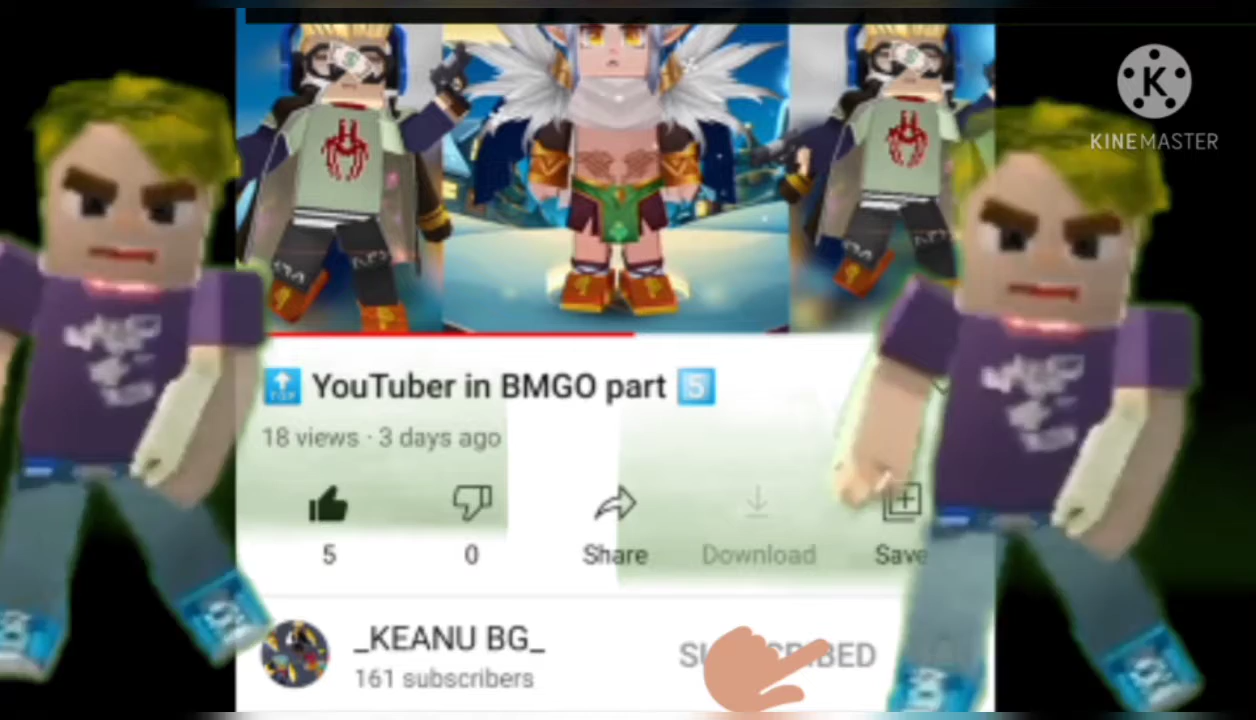 KINEMASTER
🔝 YouTuber in BMGO part 5️⃣
18 views · 3 days ago
5
0
Share
Download
Save
_KEANU BG_
161 subscribers